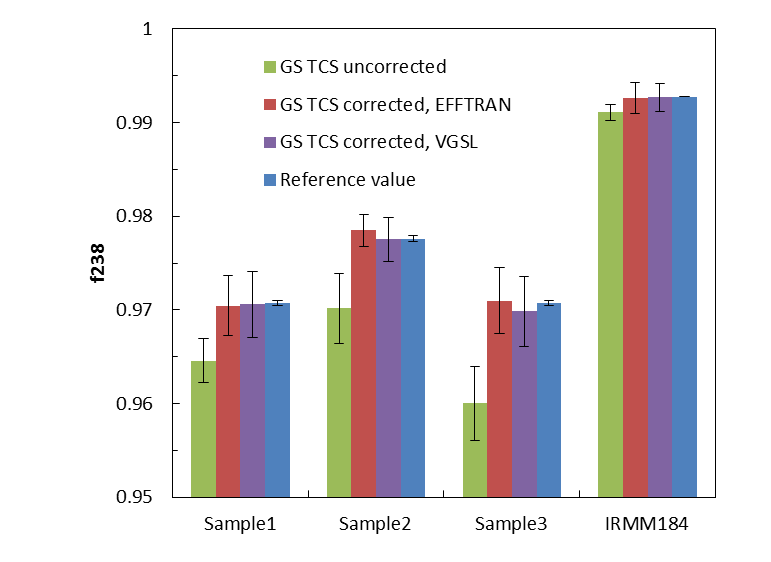 1
0.99
0.98
0.97
0.96
0.95
f238
GS TCS uncorrected
GS TCS corrected, EFFTRAN
GS TCS corrected, VGSL
Reference value
Sample1
Sample2
Sample3
IRMM184